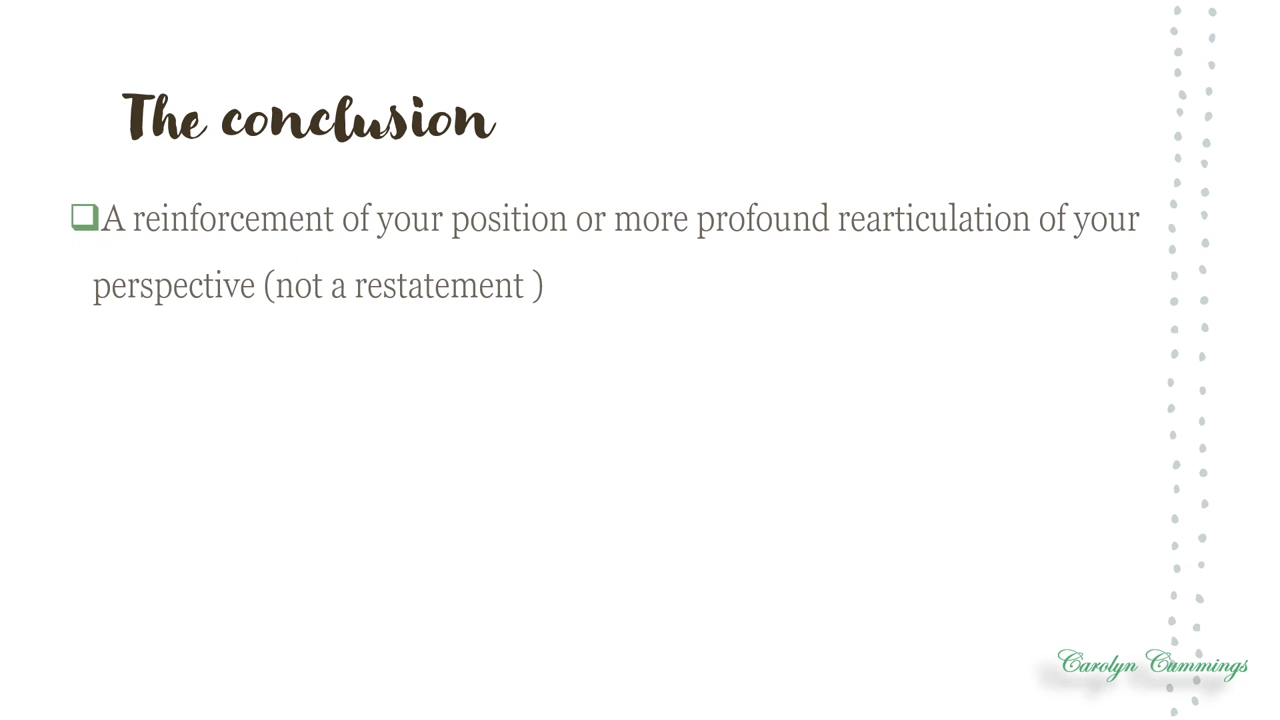 The conclusion
A reinforcement of your position or more profound rearticulation of your
perspective (not a restatement )
Carolyn Cummings